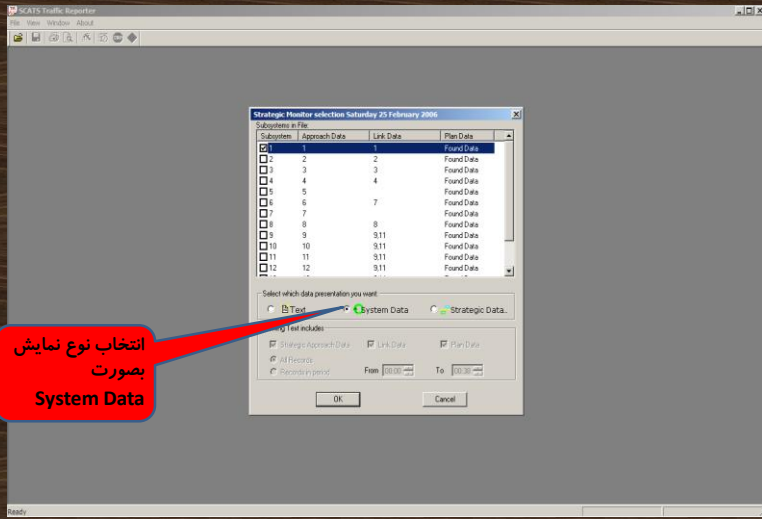 SCATS Traffic Reporter
File View Window About
Strategic Monitor selection Saturday 25 February 2006
Subsystems in File:
Subsystem Approach Data Link Data Plan Data
1 1 1 Found Data
2 2 2 Found Data
3 3 3 Found Data
4 4 4 Found Data
5 5 Found Data
6 6 7 Found Data
7 7 Found Data
8 8 8 Found Data
9 9 9,11 Found Data
10 10 9,11 Found Data
11 11 9,11 Found Data
12 12 9,11 Found Data
Select which data presentation you want
Text System Data Strategic Data..
Text includes
Strategic Approach Data Link Data Plan Data
All Records
Records in period From 00:00 To 00:30
OK Cancel
انتخاب نوع نمایش
بصورت
System Data
Ready